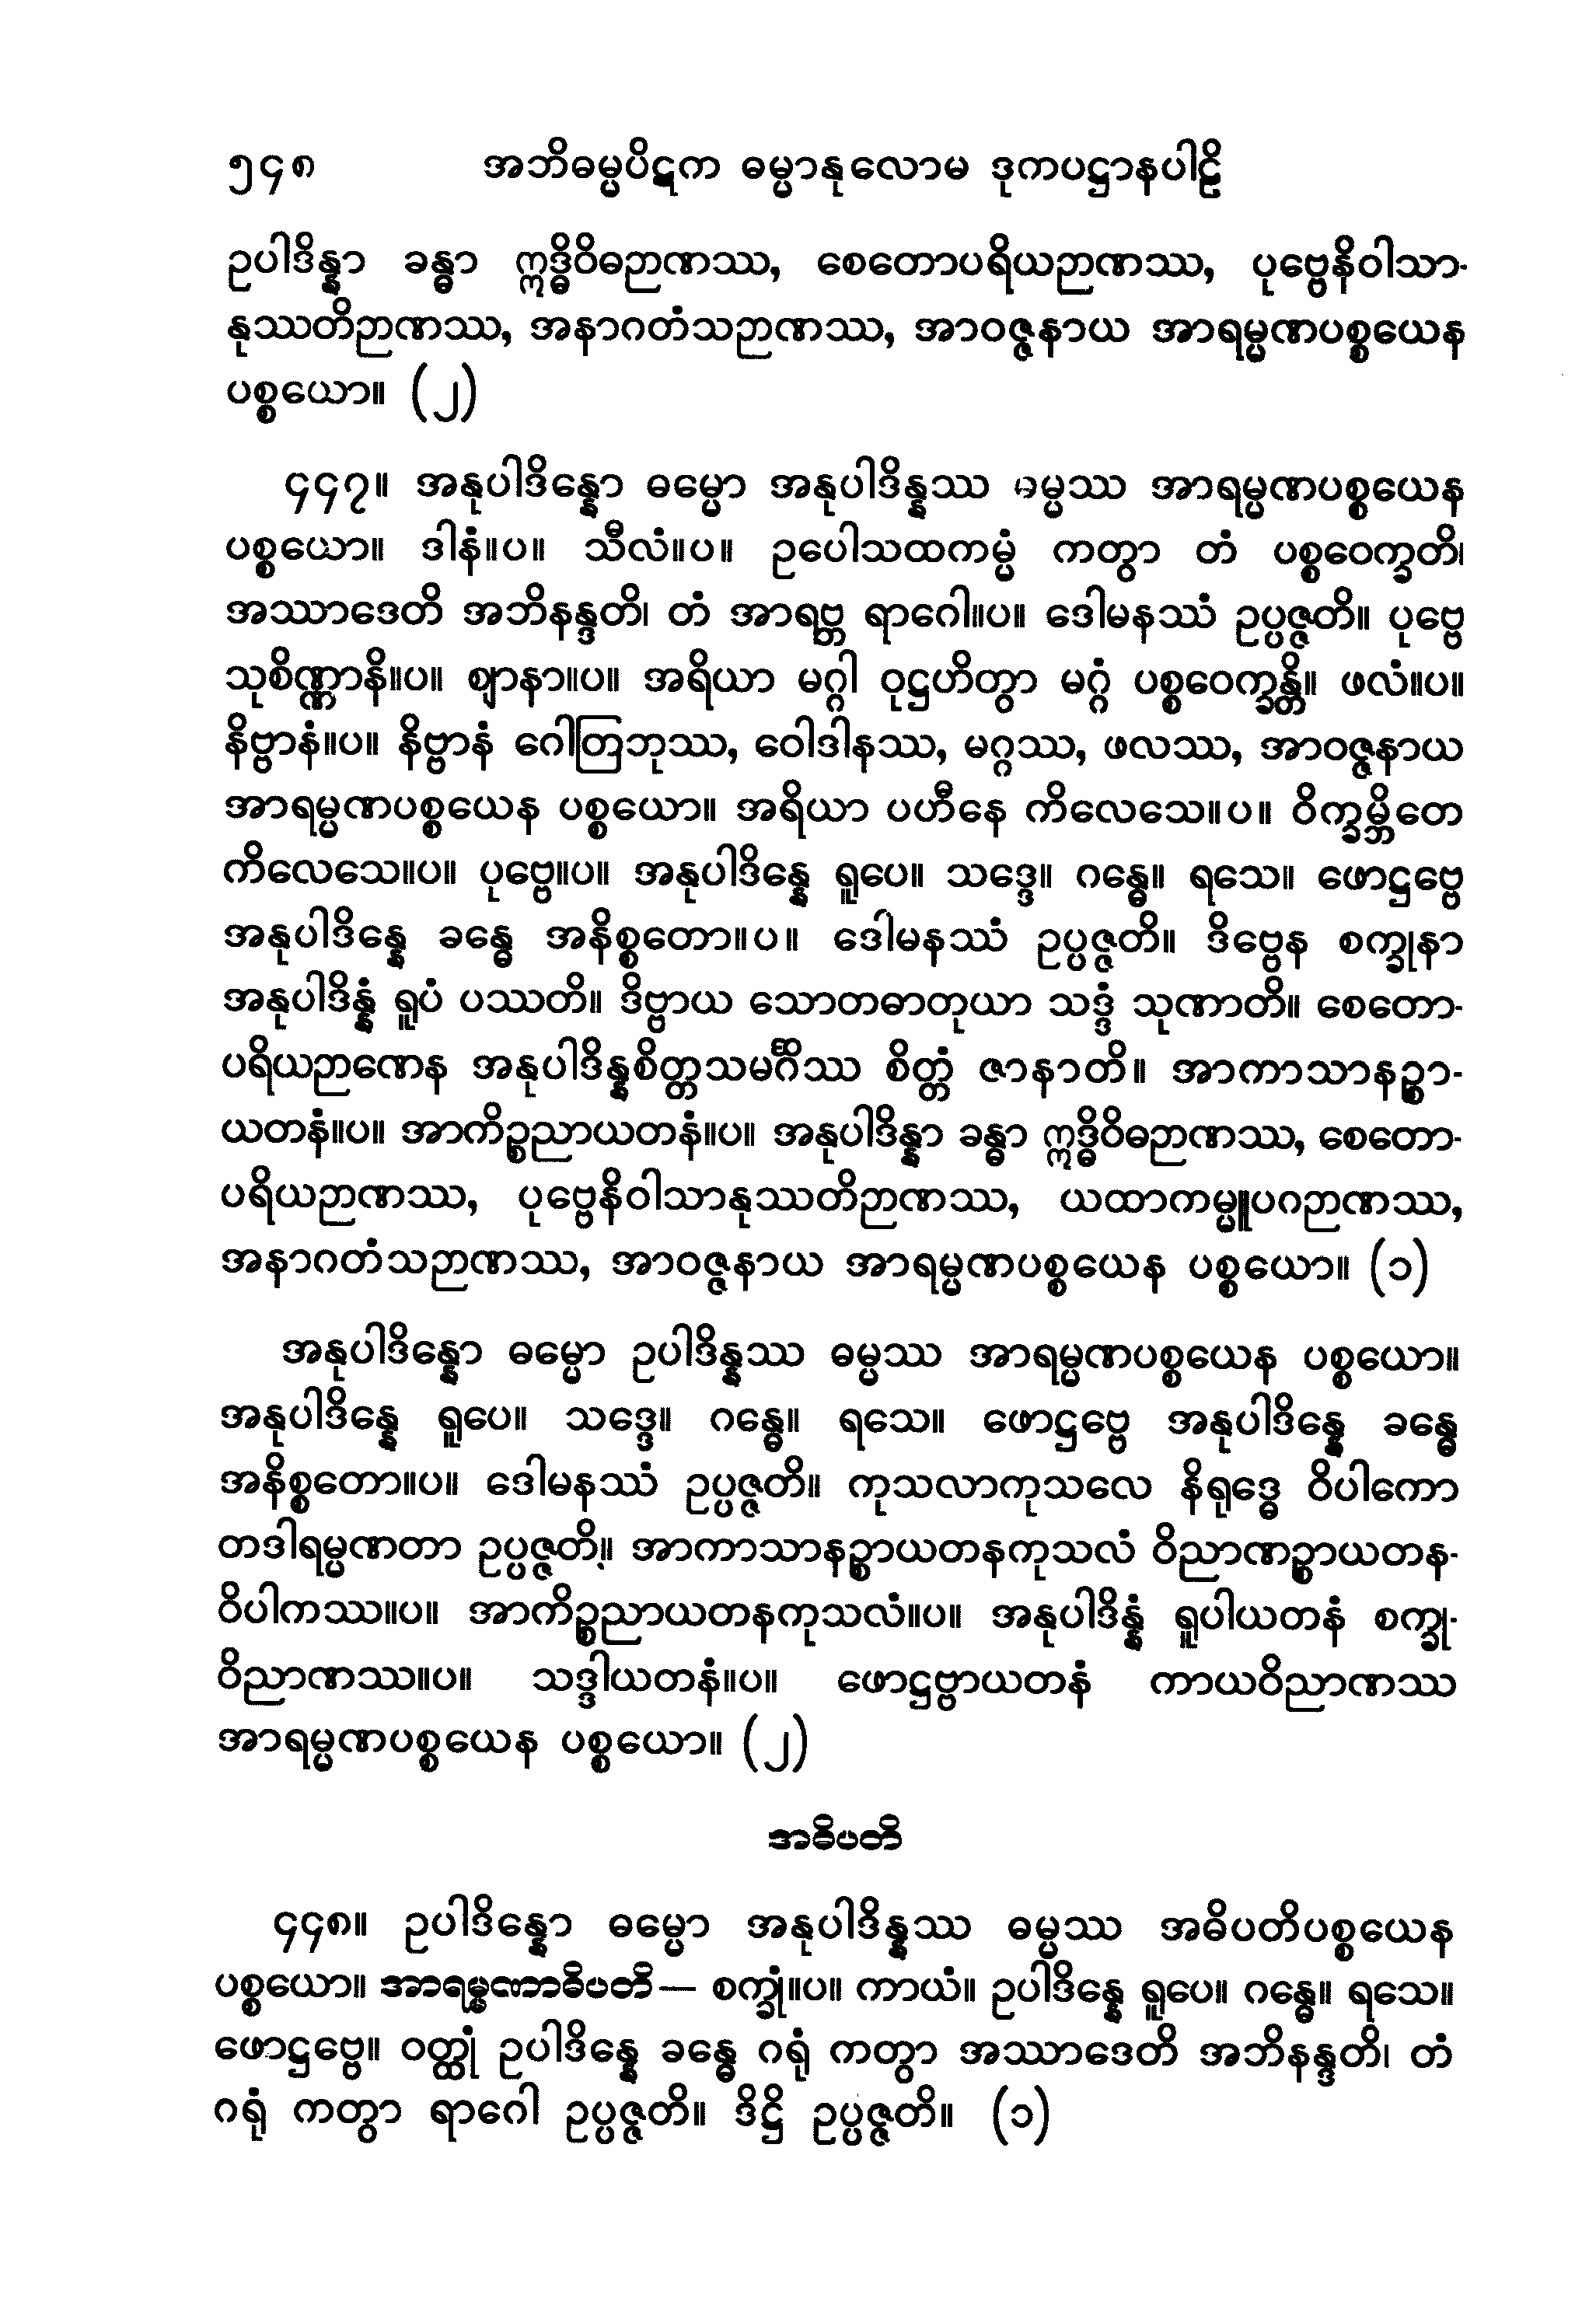 ၅၄၈ အဘိဓမ္မပိဋက ဓမ္မာနုလောမ ဒုကပဋ္ဌာနပါဠိ
ဥပါဒိန္နာ ခန္ဓာ ဣဒ္ဓိဝိဓဉာဏဿ, စေတောပရိယဉာဏဿ, ပုဗ္ဗေနိဝါသာ-
နုဿတိဉာဏဿ, အနာဂတံသဉာဏဿ, အာဝဇ္ဇနာယ အာရမ္မဏပစ္စယေန
ပစ္စယော။ (၂)
၄၄၇။ အနုပါဒိန္နော ဓမ္မော အနုပါဒိန္နဿ ဓမ္မဿ အာရမ္မဏပစ္စယေန
ပစ္စယော။ ဒါနံ။ပ။ သီလံ။ပ။ ဥပေါသထကမ္မံ ကတွာ တံ ပစ္စဝေက္ခတိ၊
အဿာဒေတိ အဘိနန္ဒတိ၊ တံ အာရဗ္ဘ ရာဂေါ။ပ။ ဒေါမနဿံ ဥပ္ပဇ္ဇတိ။ ပုဗ္ဗေ
သုစိဏ္ဏာနိ။ပ။ ဈာနာ။ပ။ အရိယာ မဂ္ဂါ ဝုဋ္ဌဟိတွာ မဂ္ဂံ ပစ္စဝေက္ခန္တိ။ ဖလံ။ပ။
နိဗ္ဗာနံ။ပ။ နိဗ္ဗာနံ ဂေါတြဘုဿ, ဝေါဒါနဿ, မဂ္ဂဿ, ဖလဿ, အာဝဇ္ဇနာယ
အာရမ္မဏပစ္စယေန ပစ္စယော။ အရိယာ ပဟီနေ ကိလေသေ။ပ။ ဝိက္ခမ္ဘိတေ
ကိလေသေ။ပ။ ပုဗ္ဗေ။ပ။ အနုပါဒိန္နေ ရူပေ။ သဒ္ဒေ။ ဂန္ဓေ။ ရသေ။ ဖောဋ္ဌဗ္ဗေ
အနုပါဒိန္နေ ခန္ဓေ အနိစ္စတော။ပ။ ဒေါမနဿံ ဥပ္ပဇ္ဇတိ။ ဒိဗ္ဗေန စက္ခုနာ
အနုပါဒိန္နံ ရူပံ ပဿတိ။ ဒိဗ္ဗာယ သောတဓာတုယာ သဒ္ဒံ သုဏာတိ။ စေတော-
ပရိယဉာဏေန အနုပါဒိန္နစိတ္တသမင်္ဂိဿ စိတ္တံ ဇာနာတိ။ အာကာသာနဉ္စာ-
ယတနံ။ပ။ အာကိဉ္စညာယတနံ။ပ။ အနုပါဒိန္နာ ခန္ဓာ ဣဒ္ဓိဝိဓဉာဏဿ, စေတော-
ပရိယဉာဏဿ, ပုဗ္ဗေနိဝါသာနုဿတိဉာဏဿ, ယထာကမ္မူပဂဉာဏဿ,
အနာဂတံသဉာဏဿ, အာဝဇ္ဇနာယ အာရမ္မဏပစ္စယေန ပစ္စယော။ (၁)
အနုပါဒိန္နော ဓမ္မော ဥပါဒိန္နဿ ဓမ္မဿ အာရမ္မဏပစ္စယေန ပစ္စယော။
အနုပါဒိန္နေ ရူပေ။ သဒ္ဒေ။ ဂန္ဓေ။ ရသေ။ ဖောဋ္ဌဗ္ဗေ အနုပါဒိန္နေ ခန္ဓေ
အနိစ္စတော။ပ။ ဒေါမနဿံ ဥပ္ပဇ္ဇတိ။ ကုသလာကုသလေ နိရုဒ္ဓေ ဝိပါကော
တဒါရမ္မဏတာ ဥပ္ပဇ္ဇတိ။ အာကာသာနဉ္စာယတနကုသလံ ဝိညာဏဉ္စာယတန-
ဝိပါကဿ။ပ။ အာကိဉ္စညာယတနကုသလံ။ပ။ အနုပါဒိန္နံ ရူပါယတနံ စက္ခု-
ဝိညာဏဿ။ပ။ သဒ္ဒါယတနံ။ပ။ ဖောဋ္ဌဗ္ဗာယတနံ ကာယဝိညာဏဿ
အာရမ္မဏပစ္စယေန ပစ္စယော။ (၂)
အဓိပတိ
၄၄၈။ ဥပါဒိန္နော ဓမ္မော အနုပါဒိန္နဿ ဓမ္မဿ အဓိပတိပစ္စယေန
ပစ္စယော။ အာရမ္မဏာဓိပတိ — စက္ခုံ။ပ။ ကာယံ။ ဥပါဒိန္နေ ရူပေ။ ဂန္ဓေ။ ရသေ။
ဖောဋ္ဌဗ္ဗေ။ ဝတ္ထုံ ဥပါဒိန္နေ ခန္ဓေ ဂရုံ ကတွာ အဿာဒေတိ အဘိနန္ဒတိ၊ တံ
ဂရုံ ကတွာ ရာဂေါ ဥပ္ပဇ္ဇတိ။ ဒိဋ္ဌိ ဥပ္ပဇ္ဇတိ။ (၁)